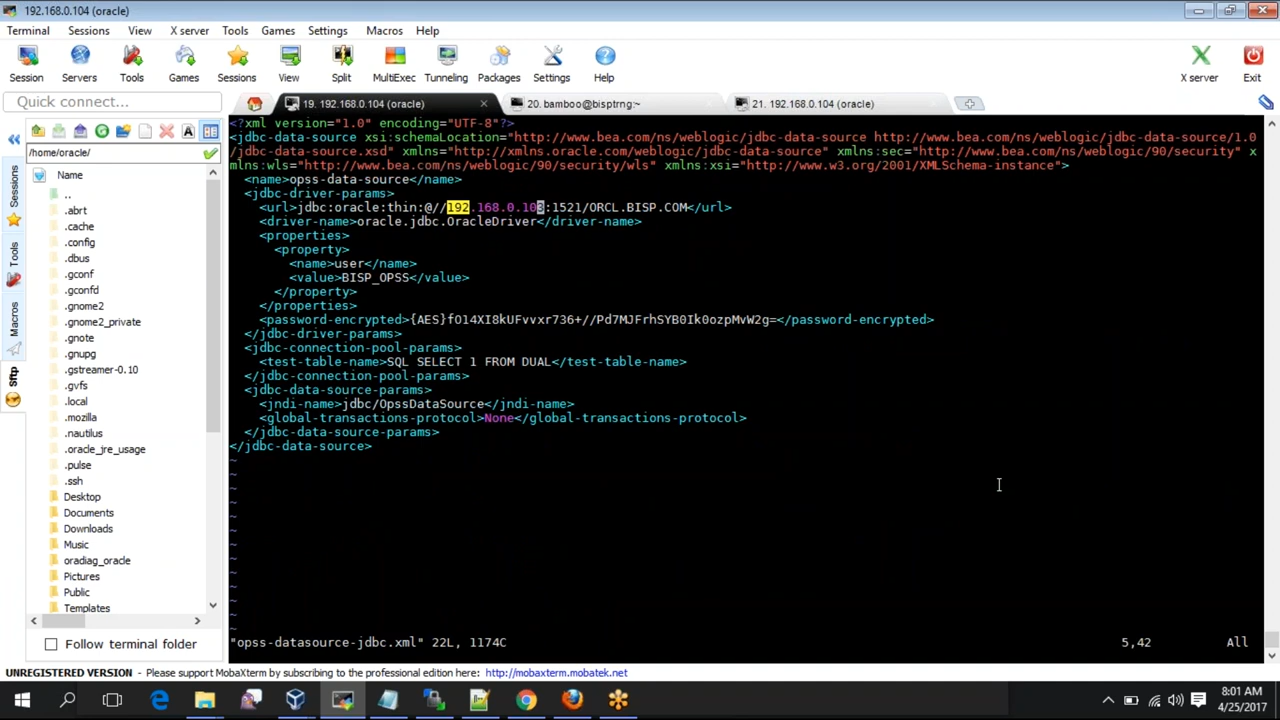 192.168.0.104 (oracle)
Terminal Sessions View X server Tools Games Settings Macros Help
Session Servers Tools Games Sessions View Split MultiExec Tunneling Packages Settings Help X server Exit
Quick connect...
19. 192.168.0.104 (oracle)
20. bamboo@bisptrng:~
21. 192.168.0.104 (oracle)
/home/oracle/
Sessions
Tools
Macros
Sftp
Name
..
.abrt
.cache
.config
.dbus
.gconf
.gconfd
.gnome2
.gnome2_private
.gnote
.gnupg
.gstreamer-0.10
.gvfs
.local
.mozilla
.nautilus
.oracle_jre_usage
.pulse
.ssh
Desktop
Documents
Downloads
Music
oradiag_oracle
Pictures
Public
Templates
Follow terminal folder
<?xml version="1.0" encoding="UTF-8"?>
<jdbc-data-source xsi:schemaLocation="http://www.bea.com/ns/weblogic/jdbc-data-source http://www.bea.com/ns/weblogic/jdbc-data-source/1.0
/jdbc-data-source.xsd" xmlns="http://xmlns.oracle.com/weblogic/jdbc-data-source" xmlns:sec="http://www.bea.com/ns/weblogic/90/security" x
mlns:wls="http://www.bea.com/ns/weblogic/90/security/wls" xmlns:xsi="http://www.w3.org/2001/XMLSchema-instance">
<name>opss-data-source</name>
<jdbc-driver-params>
<url>jdbc:oracle:thin:@//192.168.0.103:1521/ORCL.BISP.COM</url>
<driver-name>oracle.jdbc.OracleDriver</driver-name>
<properties>
<property>
<name>user</name>
<value>BISP_OPSS</value>
</property>
</properties>
<password-encrypted>{AES}fO14XI8kUFvvxr736+//Pd7MJFrhSYB0Ik0ozpMvW2g=</password-encrypted>
</jdbc-driver-params>
<jdbc-connection-pool-params>
<test-table-name>SQL SELECT 1 FROM DUAL</test-table-name>
</jdbc-connection-pool-params>
<jdbc-data-source-params>
<jndi-name>jdbc/OpssDataSource</jndi-name>
<global-transactions-protocol>None</global-transactions-protocol>
</jdbc-data-source-params>
</jdbc-data-source>
~
~
~
~
~
~
~
~
~
~
~
~
"opss-datasource-jdbc.xml" 22L, 1174C 5,42 All
UNREGISTERED VERSION - Please support MobaXterm by subscribing to the professional edition here: http://mobaxterm.mobatek.net
8:01 AM
4/25/2017